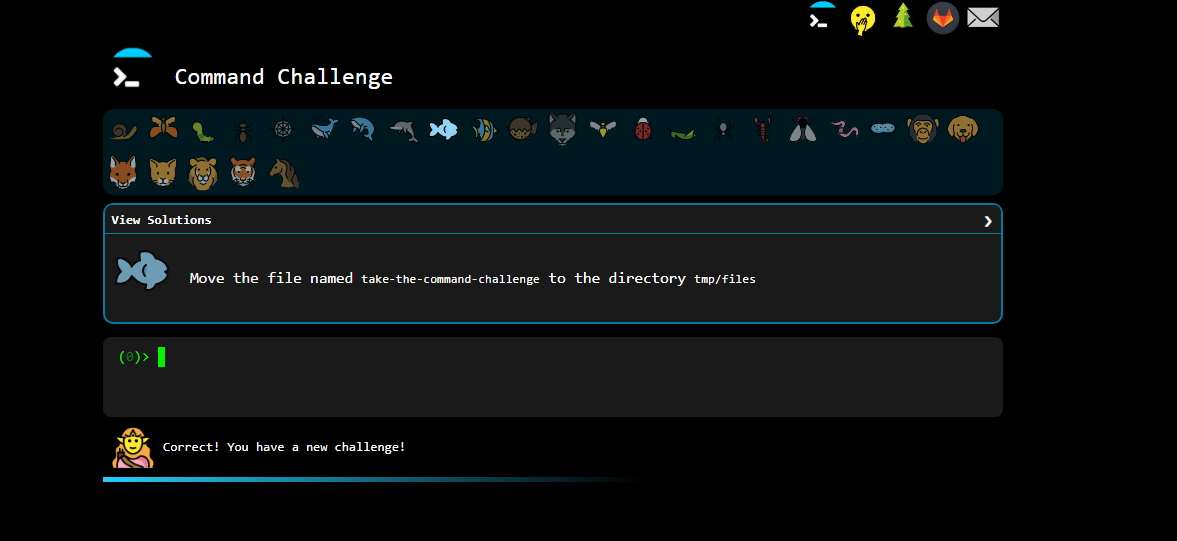 Command Challenge
View Solutions
Move the file named take-the-command-challenge to the directory tmp/files
(0)>
Correct! You have a new challenge!